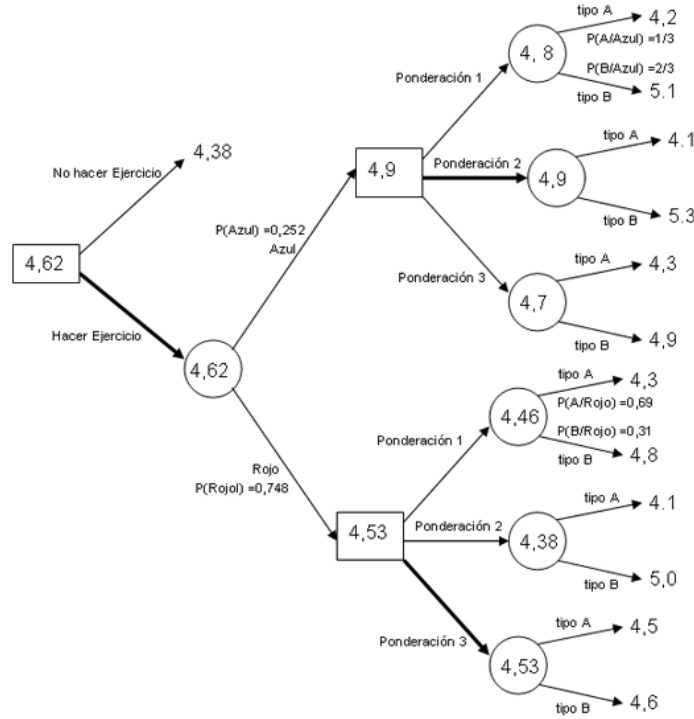 tipo A
4,2
P(A/Azul) =1/3
4, 8
P(B/Azul) =2/3
Ponderación 1
5.1
tipo B
tipo A
4.1
4,38
No hacer Ejercicio
4,9
Ponderación 2
4,9
5.3
tipo B
P(Azul) =0,252
Azul
4,62
tipo A
4,3
Ponderación 3
4,7
Hacer Ejercicio
tipo B
4,9
4,62
tipo A
4,3
P(A/Rojo) =0,69
4,46
P(B/Rojo) =0,31
Ponderación 1
4,8
tipo B
Rojo
P(Rojol) =0,748
tipo A
4.1
4,53
Ponderación 2
4,38
tipo B
5,0
tipo A
4,5
Ponderación 3
4,53
tipo B
4,6